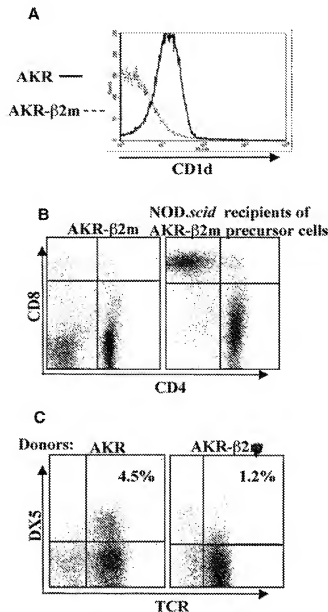 A
AKR
AKR-β2m
CD1d
B
AKR-β2m
NOD.scid recipients of
AKR-β2m precursor cells
CD8
CD4
C
Donors: AKR
AKR-β2m
4.5%
1.2%
DX5
TCR